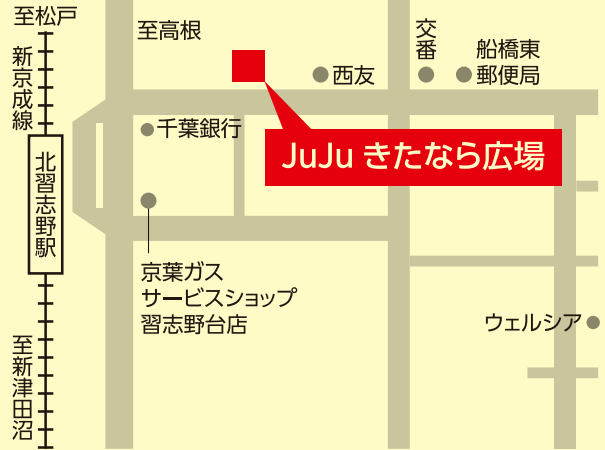 至松戸
新京成線
北習志野駅
至新津田沼
至高根
西友
交番
船橋東
郵便局
千葉銀行
JuJu きたなら広場
京葉ガス
サービスショップ
習志野台店
ウェルシア